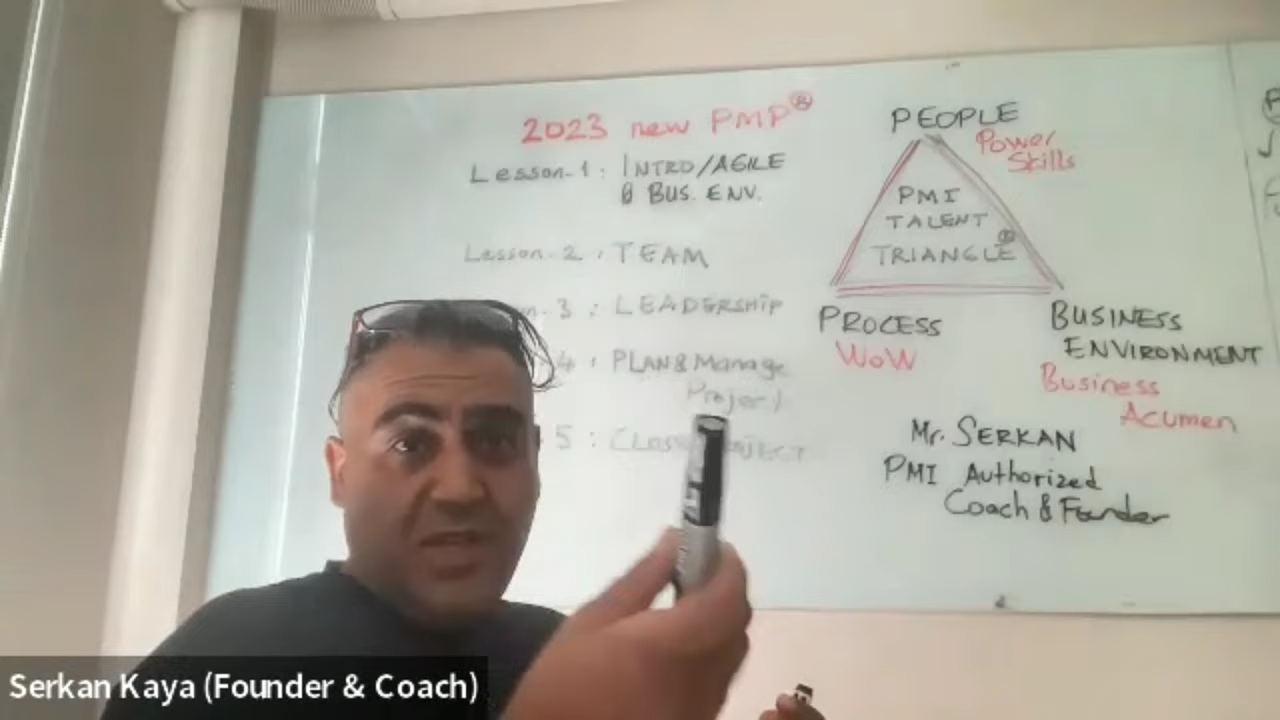 2023 new PMP®
Lesson-1: INTRO/AGILE
& BUS. ENV.
Lesson-2: TEAM
3: LEADERSHIP
4: PLAN & Manage
Project
5: CLOSE PROJECT
PEOPLE
Power
Skills
PMI
TALENT
TRIANGLE®
PROCESS
WoW
BUSINESS
ENVIRONMENT
Business
Acumen
Mr. SERKAN
PMI Authorized
Coach & Founder
Serkan Kaya (Founder & Coach)